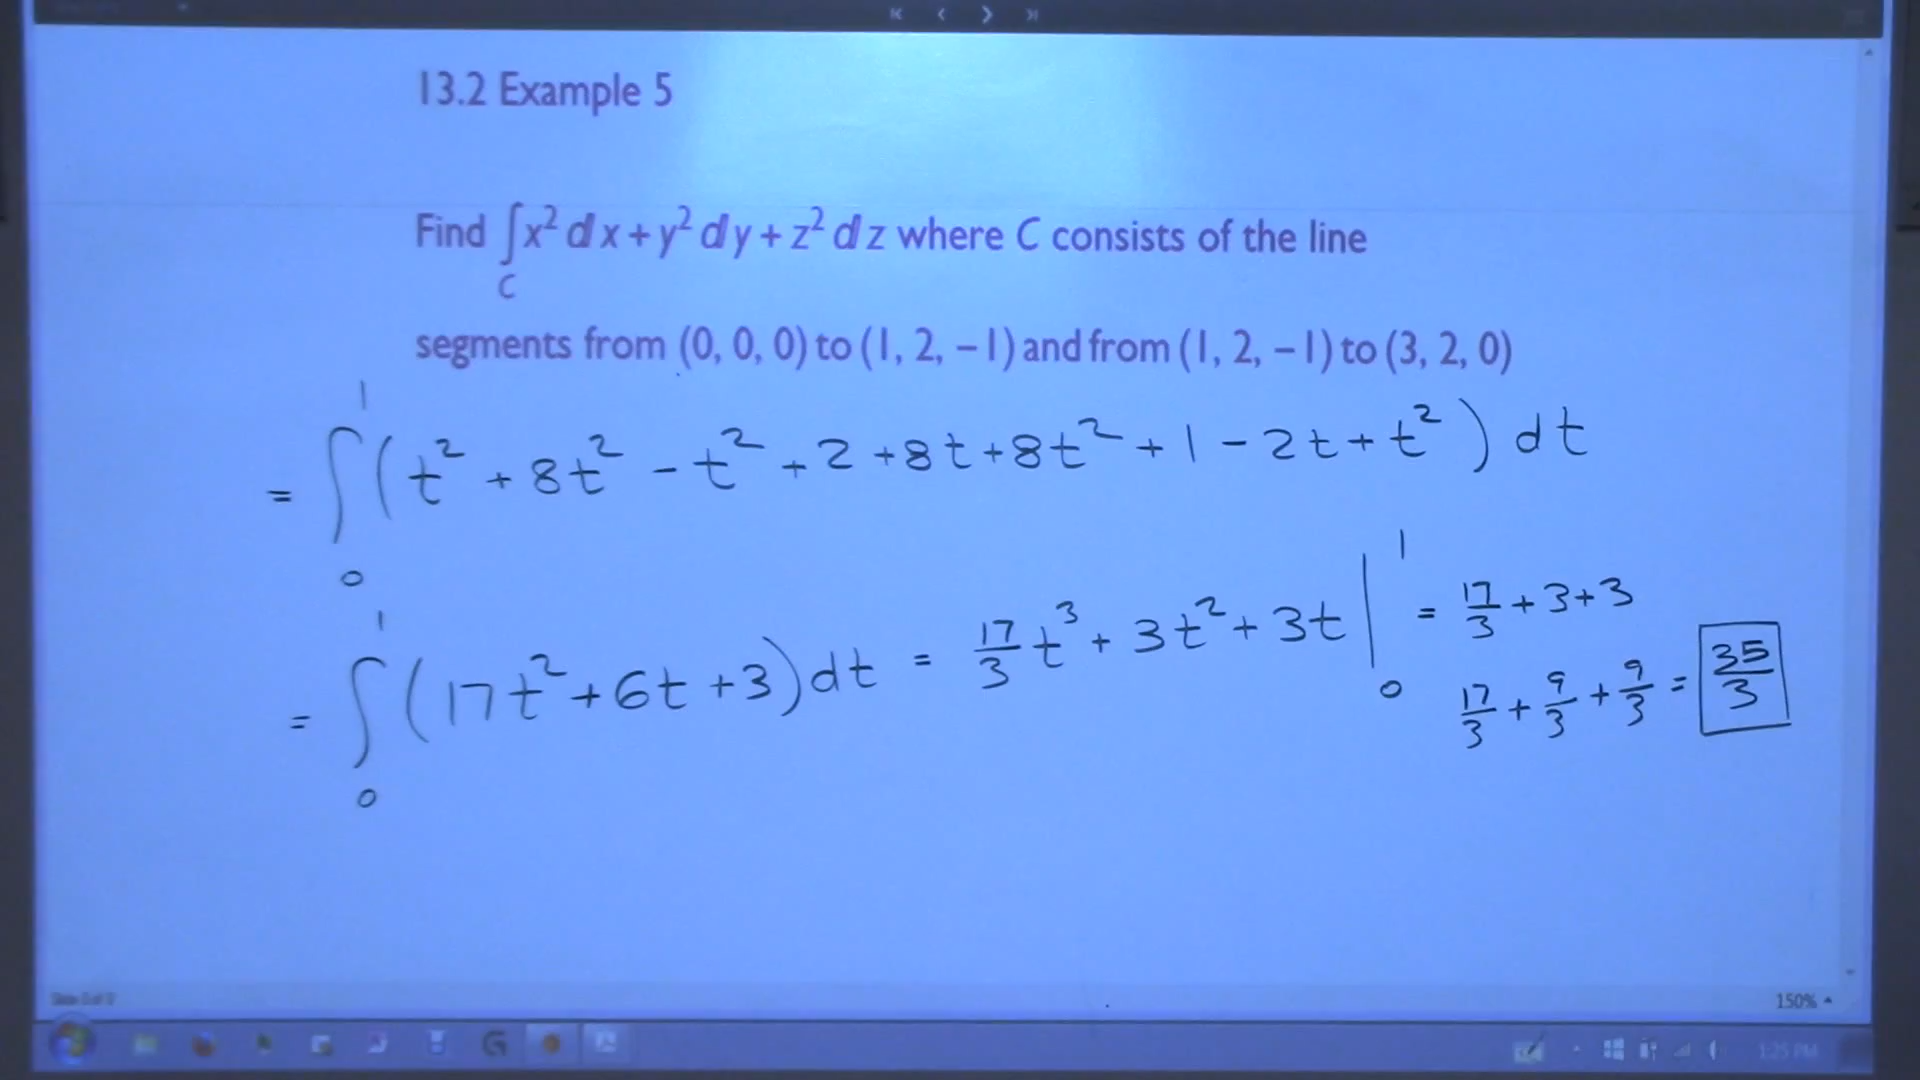 13.2 Example 5
Find ∫_C x² dx + y² dy + z² dz where C consists of the line
segments from (0, 0, 0) to (1, 2, −1) and from (1, 2, −1) to (3, 2, 0)
= ∫₀¹ (t² + 8t² − t² + 2 + 8t + 8t² + 1 − 2t + t²) dt
= ∫₀¹ (17t² + 6t + 3) dt = 17/3 t³ + 3t² + 3t |₀¹ = 17/3 + 3 + 3
17/3 + 9/3 + 9/3 = 35/3
150%
1:25 PM